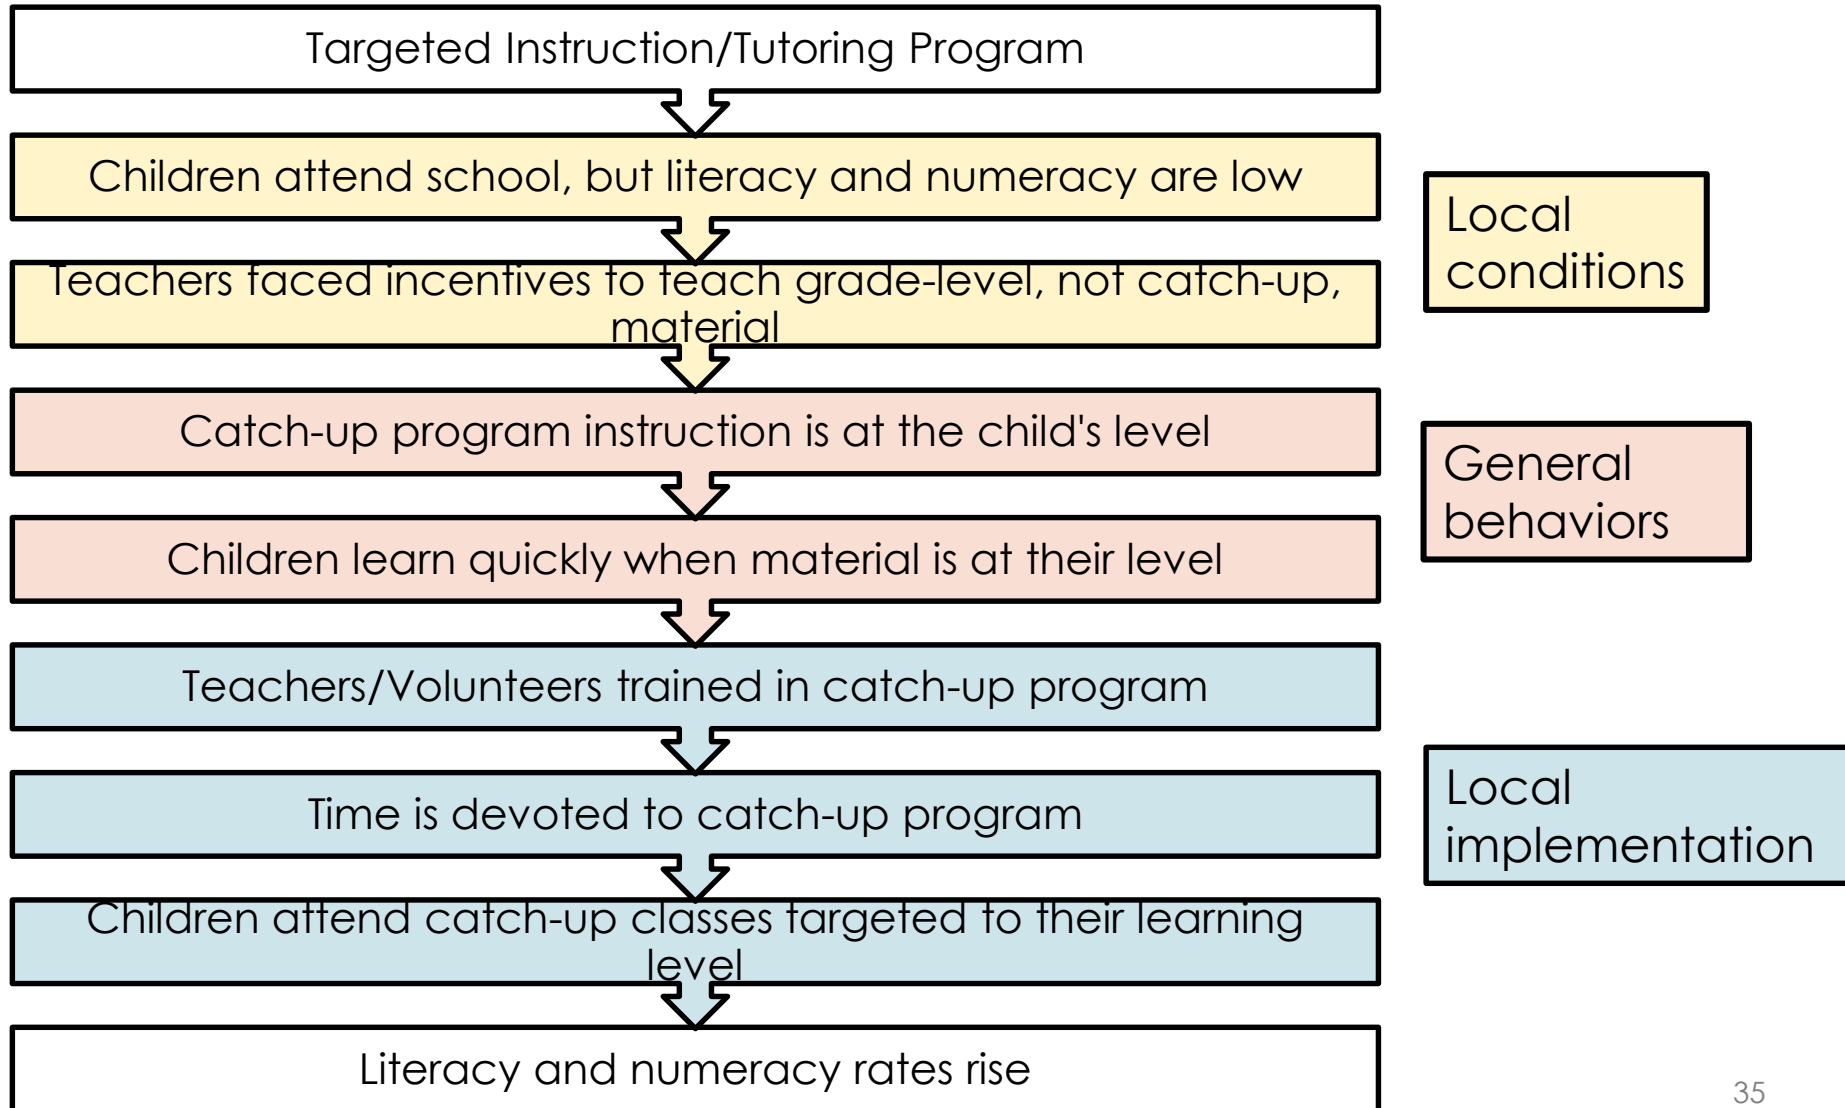 Targeted Instruction/Tutoring Program
Children attend school, but literacy and numeracy are low
Teachers faced incentives to teach grade-level, not catch-up,
material
Catch-up program instruction is at the child's level
Children learn quickly when material is at their level
Teachers/Volunteers trained in catch-up program
Time is devoted to catch-up program
Children attend catch-up classes targeted to their learning
level
Literacy and numeracy rates rise
Local
conditions
General
behaviors
Local
implementation
35